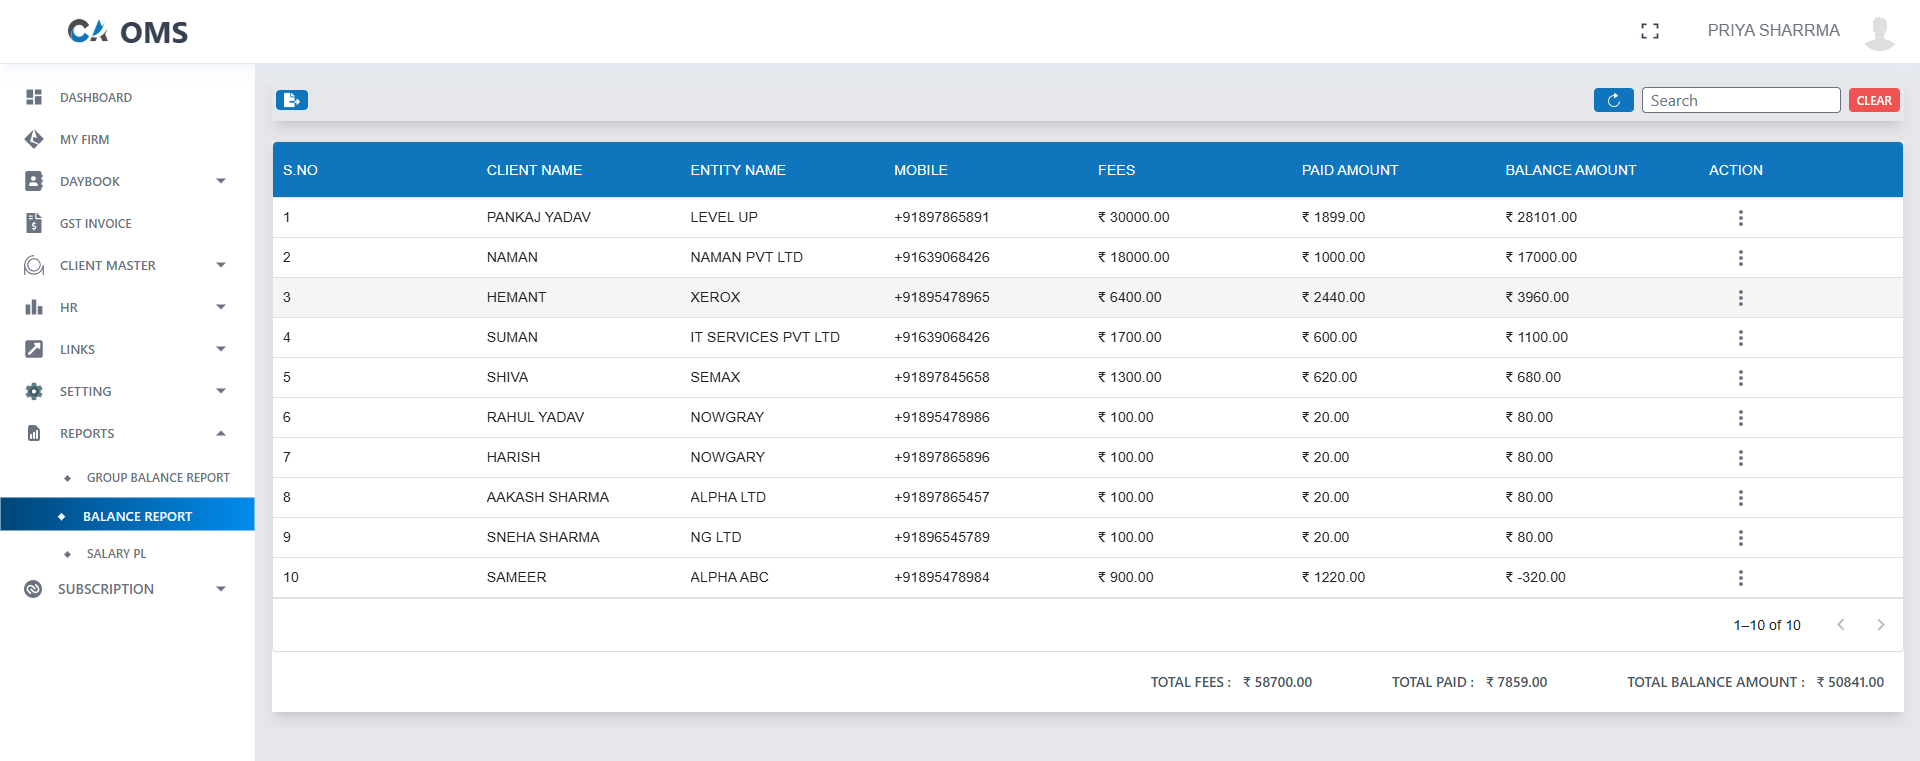 CA OMS
PRIYA SHARRMA
DASHBOARD
MY FIRM
DAYBOOK
GST INVOICE
CLIENT MASTER
HR
LINKS
SETTING
REPORTS
GROUP BALANCE REPORT
BALANCE REPORT
SALARY PL
SUBSCRIPTION
Search CLEAR
S.NO CLIENT NAME ENTITY NAME MOBILE FEES PAID AMOUNT BALANCE AMOUNT ACTION
1 PANKAJ YADAV LEVEL UP +91897865891 ₹ 30000.00 ₹ 1899.00 ₹ 28101.00
2 NAMAN NAMAN PVT LTD +91639068426 ₹ 18000.00 ₹ 1000.00 ₹ 17000.00
3 HEMANT XEROX +91895478965 ₹ 6400.00 ₹ 2440.00 ₹ 3960.00
4 SUMAN IT SERVICES PVT LTD +91639068426 ₹ 1700.00 ₹ 600.00 ₹ 1100.00
5 SHIVA SEMAX +91897845658 ₹ 1300.00 ₹ 620.00 ₹ 680.00
6 RAHUL YADAV NOWGRAY +91895478986 ₹ 100.00 ₹ 20.00 ₹ 80.00
7 HARISH NOWGARY +91897865896 ₹ 100.00 ₹ 20.00 ₹ 80.00
8 AAKASH SHARMA ALPHA LTD +91897865457 ₹ 100.00 ₹ 20.00 ₹ 80.00
9 SNEHA SHARMA NG LTD +91896545789 ₹ 100.00 ₹ 20.00 ₹ 80.00
10 SAMEER ALPHA ABC +91895478984 ₹ 900.00 ₹ 1220.00 ₹ -320.00
1–10 of 10
TOTAL FEES : ₹ 58700.00 TOTAL PAID : ₹ 7859.00 TOTAL BALANCE AMOUNT : ₹ 50841.00